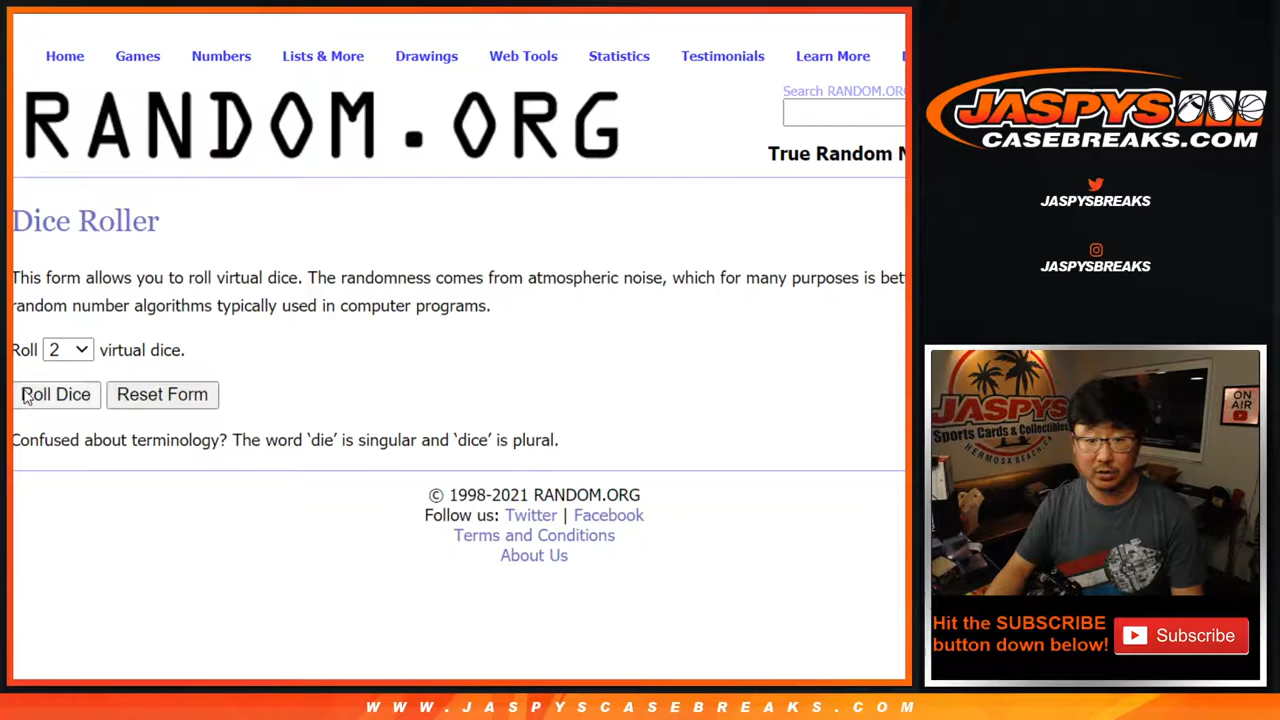 Home Games Numbers Lists & More Drawings Web Tools Statistics Testimonials Learn More
Search RANDOM.ORG
RANDOM.ORG
True Random N
Dice Roller
This form allows you to roll virtual dice. The randomness comes from atmospheric noise, which for many purposes is bet
random number algorithms typically used in computer programs.
Roll 2 virtual dice.
Roll Dice Reset Form
Confused about terminology? The word ‘die’ is singular and ‘dice’ is plural.
© 1998-2021 RANDOM.ORG
Follow us: Twitter | Facebook
Terms and Conditions
About Us
JASPYS
CASEBREAKS.COM
JASPYSBREAKS
JASPYSBREAKS
JASPYS
Sports Cards & Collectibles
HERMOSA BEACH, CA
ON
AIR
Hit the SUBSCRIBE
button down below!
Subscribe
WWW.JASPYSCASEBREAKS.COM